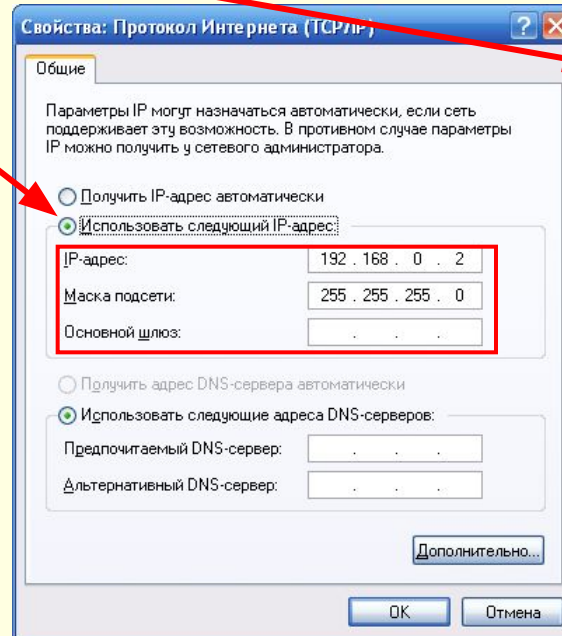 Свойства: Протокол Интернета (TCP/IP)
Общие
Параметры IP могут назначаться автоматически, если сеть
поддерживает эту возможность. В противном случае параметры
IP можно получить у сетевого администратора.
Получить IP-адрес автоматически
Использовать следующий IP-адрес:
IP-адрес: 192 . 168 . 0 . 2
Маска подсети: 255 . 255 . 255 . 0
Основной шлюз: . . .
Получить адрес DNS-сервера автоматически
Использовать следующие адреса DNS-серверов:
Предпочитаемый DNS-сервер: . . .
Альтернативный DNS-сервер: . . .
Дополнительно...
OK Отмена